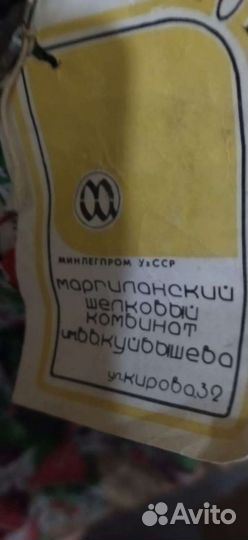 МИНЛЕГПРОМ УзССР
маргиланский
шелковый
комбинат
им.В.В.Куйбышева
ул.Кирова,32
Avito